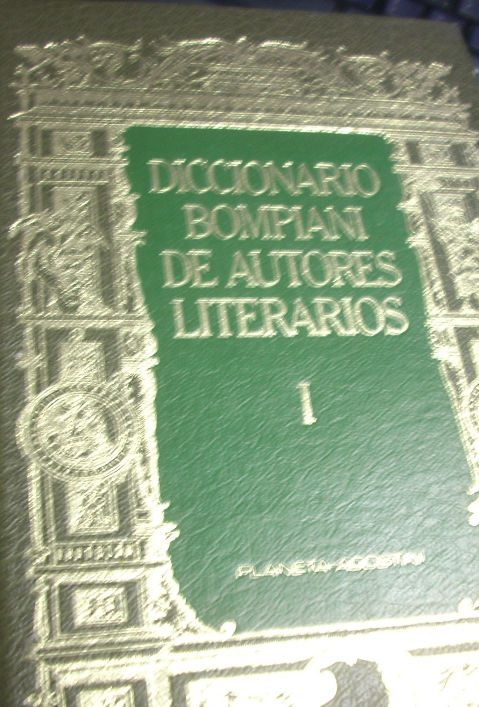 DICCIONARIO
BOMPIANI
DE AUTORES
LITERARIOS
I
PLANETA-AGOSTINI